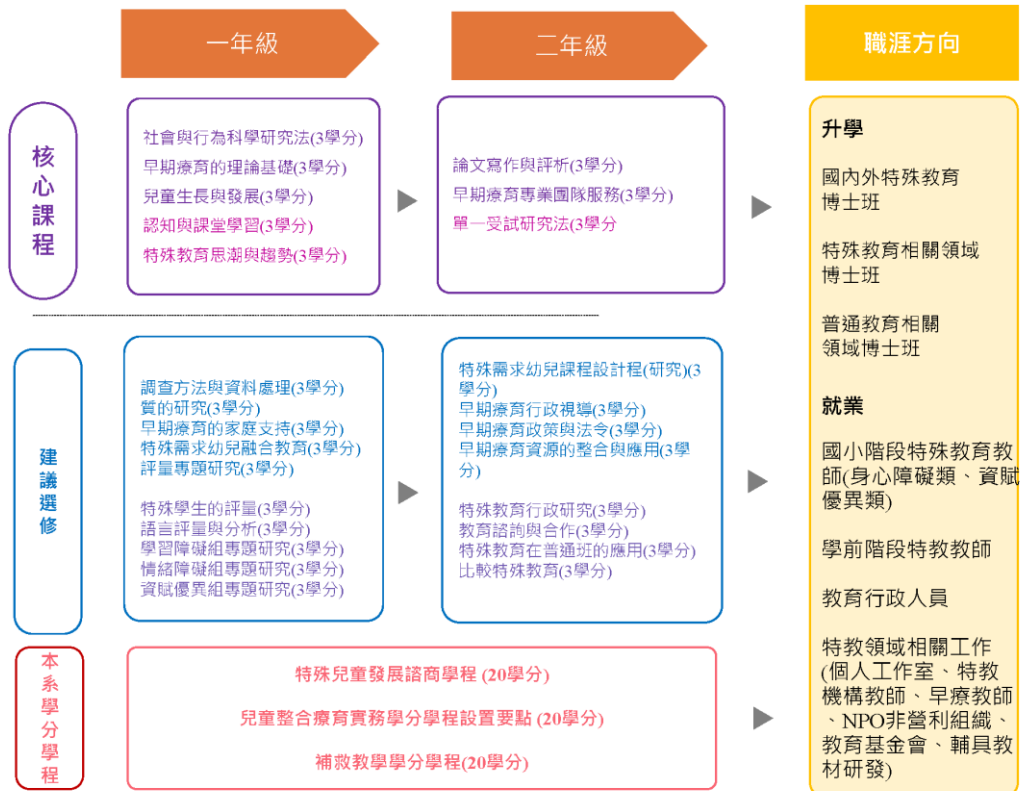 一年級
二年級
職涯方向
核心課程
社會與行為科學研究法(3學分)
早期療育的理論基礎(3學分)
兒童生長與發展(3學分)
認知與課堂學習(3學分)
特殊教育思潮與趨勢(3學分)
論文寫作與評析(3學分)
早期療育專業團隊服務(3學分)
單一受試研究法(3學分
建議選修
調查方法與資料處理(3學分)
質的研究(3學分)
早期療育的家庭支持(3學分)
特殊需求幼兒融合教育(3學分)
評量專題研究(3學分)
特殊學生的評量(3學分)
語言評量與分析(3學分)
學習障礙組專題研究(3學分)
情緒障礙組專題研究(3學分)
資賦優異組專題研究(3學分)
特殊需求幼兒課程設計程(研究)(3
學分)
早期療育行政視導(3學分)
早期療育政策與法令(3學分)
早期療育資源的整合與應用(3學
分)
特殊教育行政研究(3學分)
教育諮詢與合作(3學分)
特殊教育在普通班的應用(3學分)
比較特殊教育(3學分)
本系學分學程
特殊兒童發展諮商學程 (20學分)
兒童整合療育實務學分學程設置要點 (20學分)
補救教學學分學程(20學分)
升學
國內外特殊教育
博士班
特殊教育相關領域
博士班
普通教育相關
領域博士班
就業
國小階段特殊教育教
師(身心障礙類、資賦
優異類)
學前階段特教教師
教育行政人員
特教領域相關工作
(個人工作室、特教
機構教師、早療教師
、NPO非營利組織、
教育基金會、輔具教
材研發)